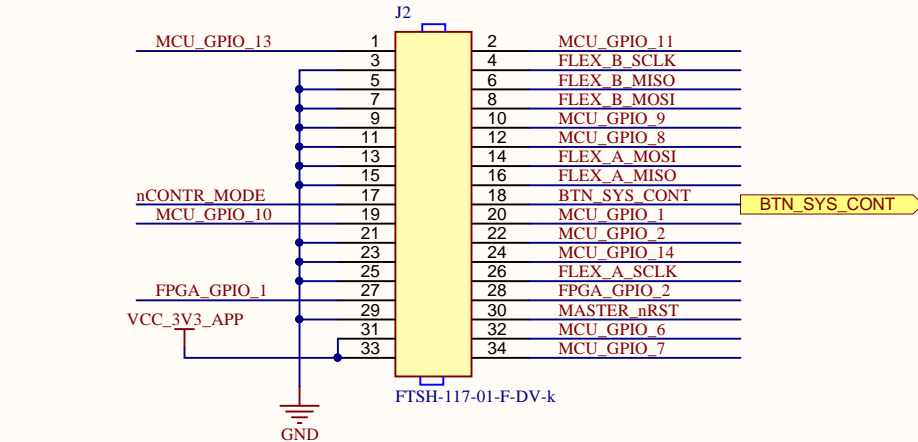 J2
MCU_GPIO_13 1 2 MCU_GPIO_11
3 4 FLEX_B_SCLK
5 6 FLEX_B_MISO
7 8 FLEX_B_MOSI
9 10 MCU_GPIO_9
11 12 MCU_GPIO_8
13 14 FLEX_A_MOSI
15 16 FLEX_A_MISO
nCONTR_MODE 17 18 BTN_SYS_CONT BTN_SYS_CONT
MCU_GPIO_10 19 20 MCU_GPIO_1
21 22 MCU_GPIO_2
23 24 MCU_GPIO_14
25 26 FLEX_A_SCLK
FPGA_GPIO_1 27 28 FPGA_GPIO_2
29 30 MASTER_nRST
VCC_3V3_APP
31 32 MCU_GPIO_6
33 34 MCU_GPIO_7
FTSH-117-01-F-DV-k
GND